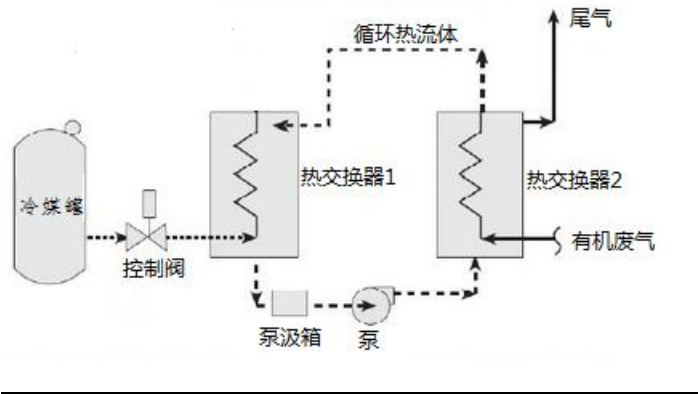 尾气
循环热流体
热交换器1
热交换器2
冷媒罐
有机废气
控制阀
泵汲箱
泵